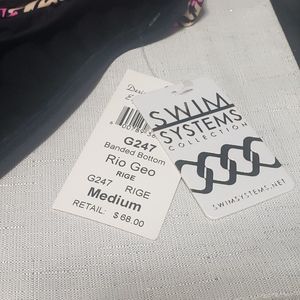 G247
Banded Bottom
Rio Geo
RIGE
G247 RIGE
Medium
RETAIL: $ 68.00
SWIM
SYSTEMS
COLLECTION
SWIMSYSTEMS.NET